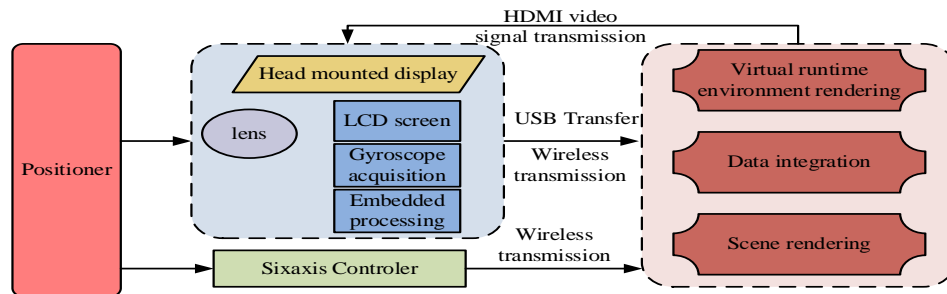 HDMI video
signal transmission
Head mounted display
Virtual runtime
environment rendering
lens
LCD screen
USB Transfer
Positioner
Gyroscope
acquisition
Wireless
transmission
Data integration
Embedded
processing
Sixaxis Controler
Wireless
transmission
Scene rendering